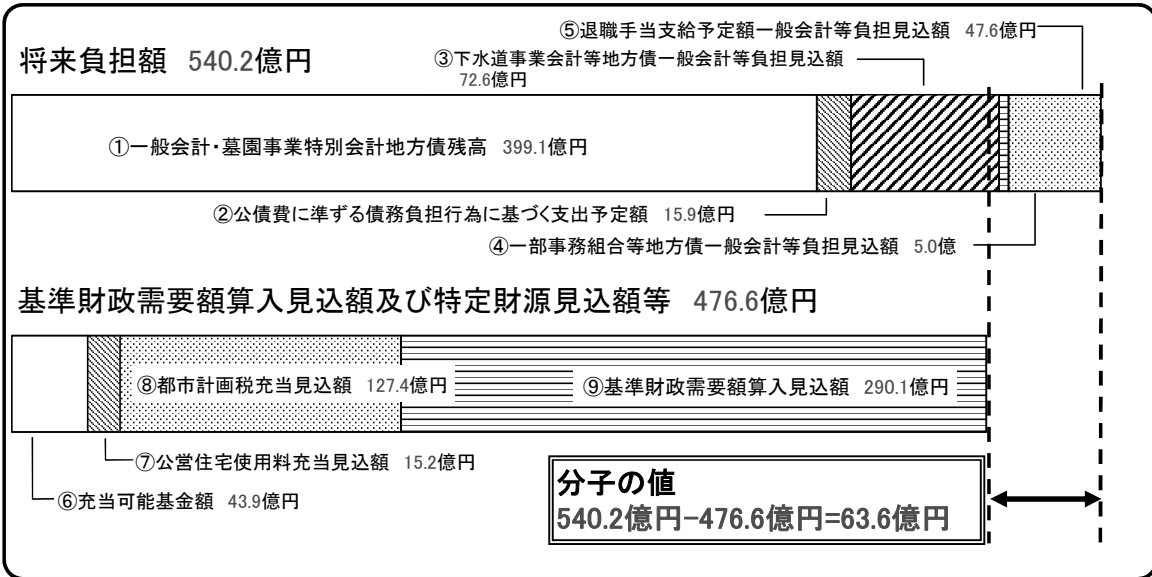 ⑤退職手当支給予定額一般会計等負担見込額 47.6億円
将来負担額 540.2億円
③下水道事業会計等地方債一般会計等負担見込額
72.6億円
①一般会計・墓園事業特別会計地方債残高 399.1億円
②公債費に準ずる債務負担行為に基づく支出予定額 15.9億円
④一部事務組合等地方債一般会計等負担見込額 5.0億
基準財政需要額算入見込額及び特定財源見込額等 476.6億円
⑧都市計画税充当見込額 127.4億円
⑨基準財政需要額算入見込額 290.1億円
⑦公営住宅使用料充当見込額 15.2億円
⑥充当可能基金額 43.9億円
分子の値
540.2億円−476.6億円=63.6億円